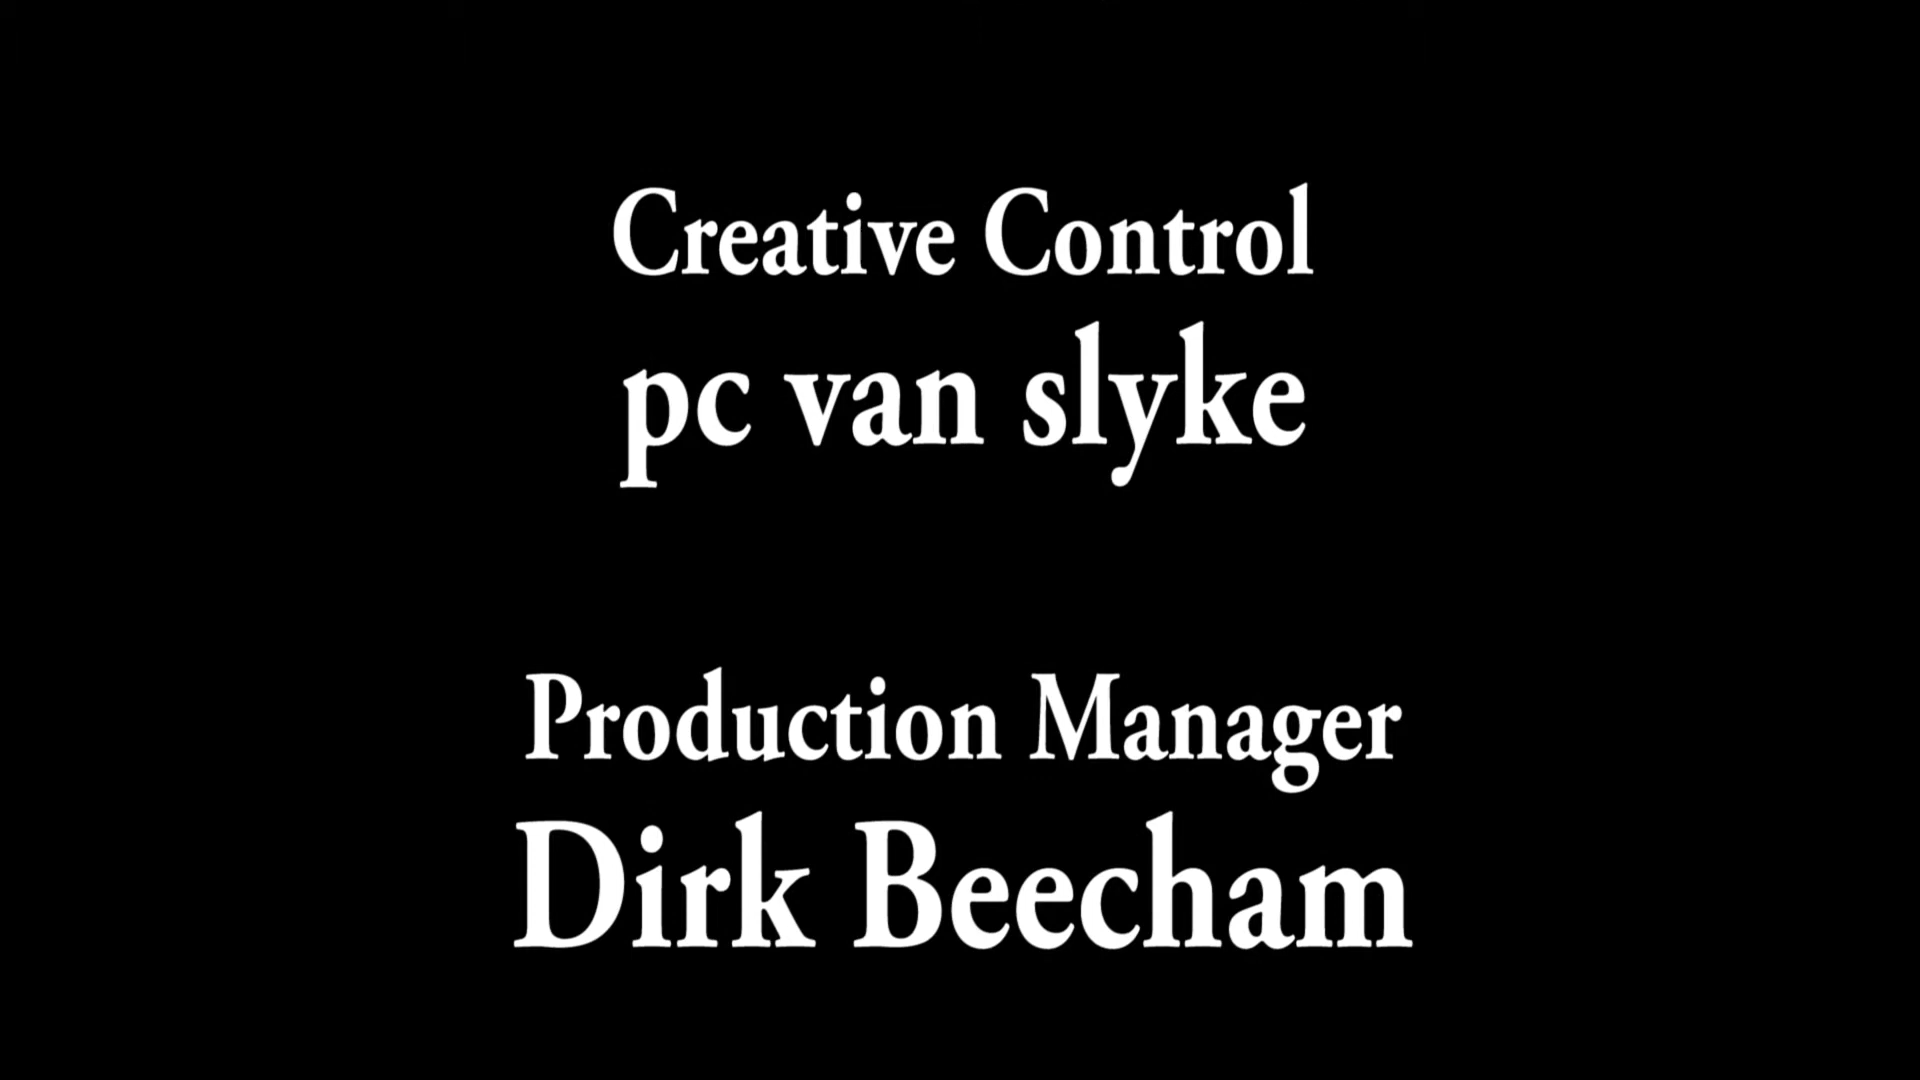 Creative Control
pc van slyke
Production Manager
Dirk Beecham